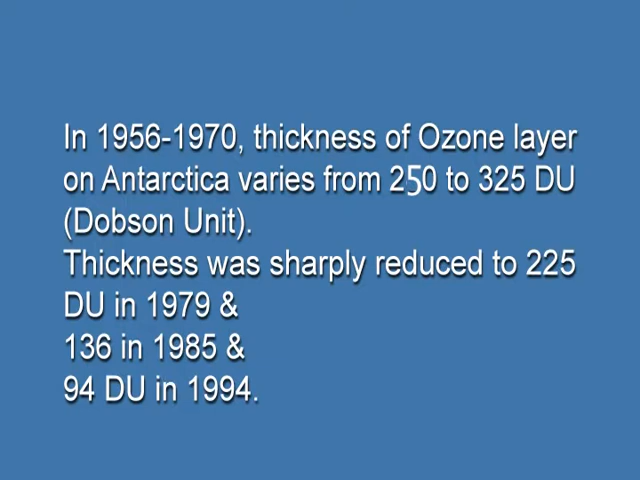 In 1956-1970, thickness of Ozone layer
on Antarctica varies from 250 to 325 DU
(Dobson Unit).
Thickness was sharply reduced to 225
DU in 1979 &
136 in 1985 &
94 DU in 1994.